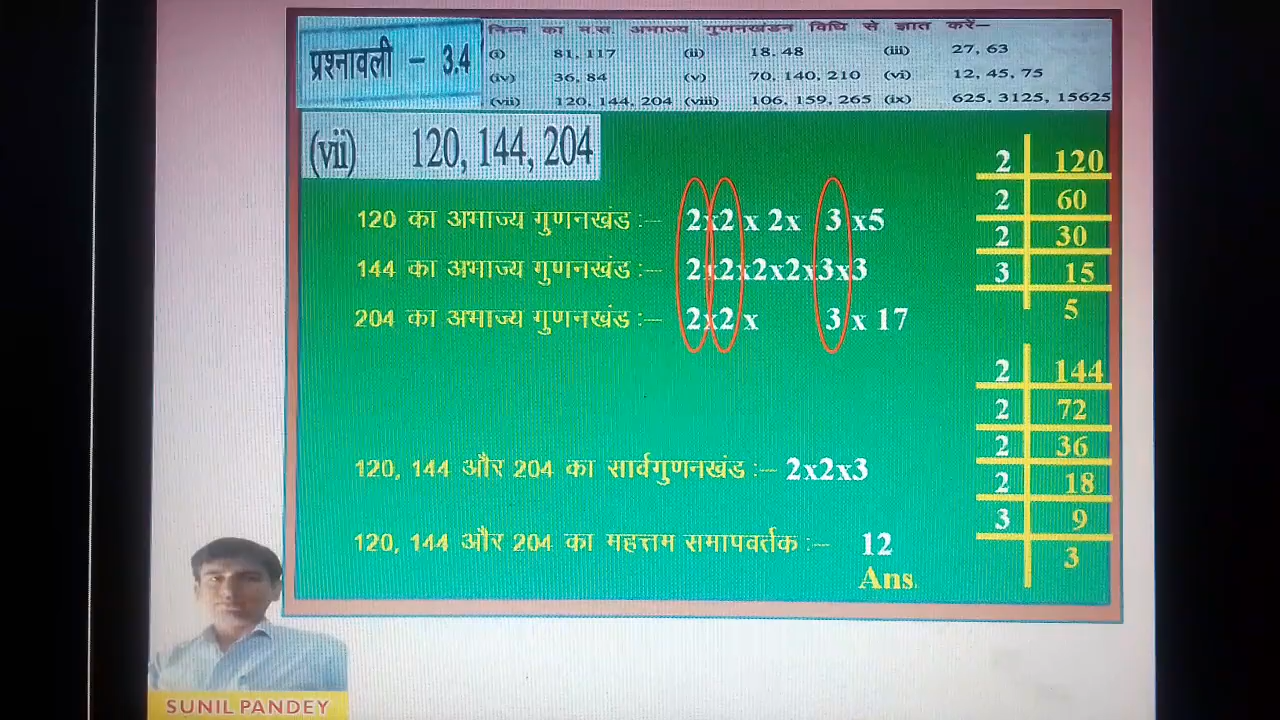 प्रश्नावली – 3.4
निम्न का म.स. अभाज्य गुणनखंडन विधि से ज्ञात करें—
(i) 81, 117 (ii) 18, 48 (iii) 27, 63
(iv) 36, 84 (v) 70, 140, 210 (vi) 12, 45, 75
(vii) 120, 144, 204 (viii) 106, 159, 265 (ix) 625, 3125, 15625
(vii) 120, 144, 204
120 का अभाज्य गुणनखंड :– 2x2 x 2x 3 x5
144 का अभाज्य गुणनखंड :– 2x2x2x2x3x3
204 का अभाज्य गुणनखंड :– 2x2 x 3 x 17
120, 144 और 204 का सार्वगुणनखंड :– 2x2x3
120, 144 और 204 का महत्तम समापवर्तक :– 12
Ans.
2 120
2 60
2 30
3 15
5
2 144
2 72
2 36
2 18
3 9
3
SUNIL PANDEY